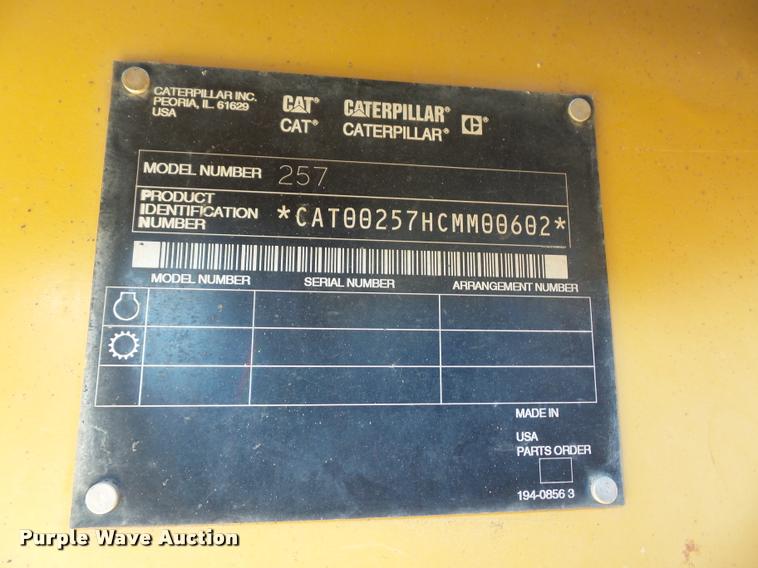 CATERPILLAR INC.
PEORIA, IL. 61629
USA
CAT® CATERPILLAR® C®
CAT® CATERPILLAR®
MODEL NUMBER 257
PRODUCT
IDENTIFICATION
NUMBER
*CAT00257HCMM00602*
MODEL NUMBER SERIAL NUMBER ARRANGEMENT NUMBER
MADE IN
USA
PARTS ORDER
194-0856 3
Purple Wave Auction